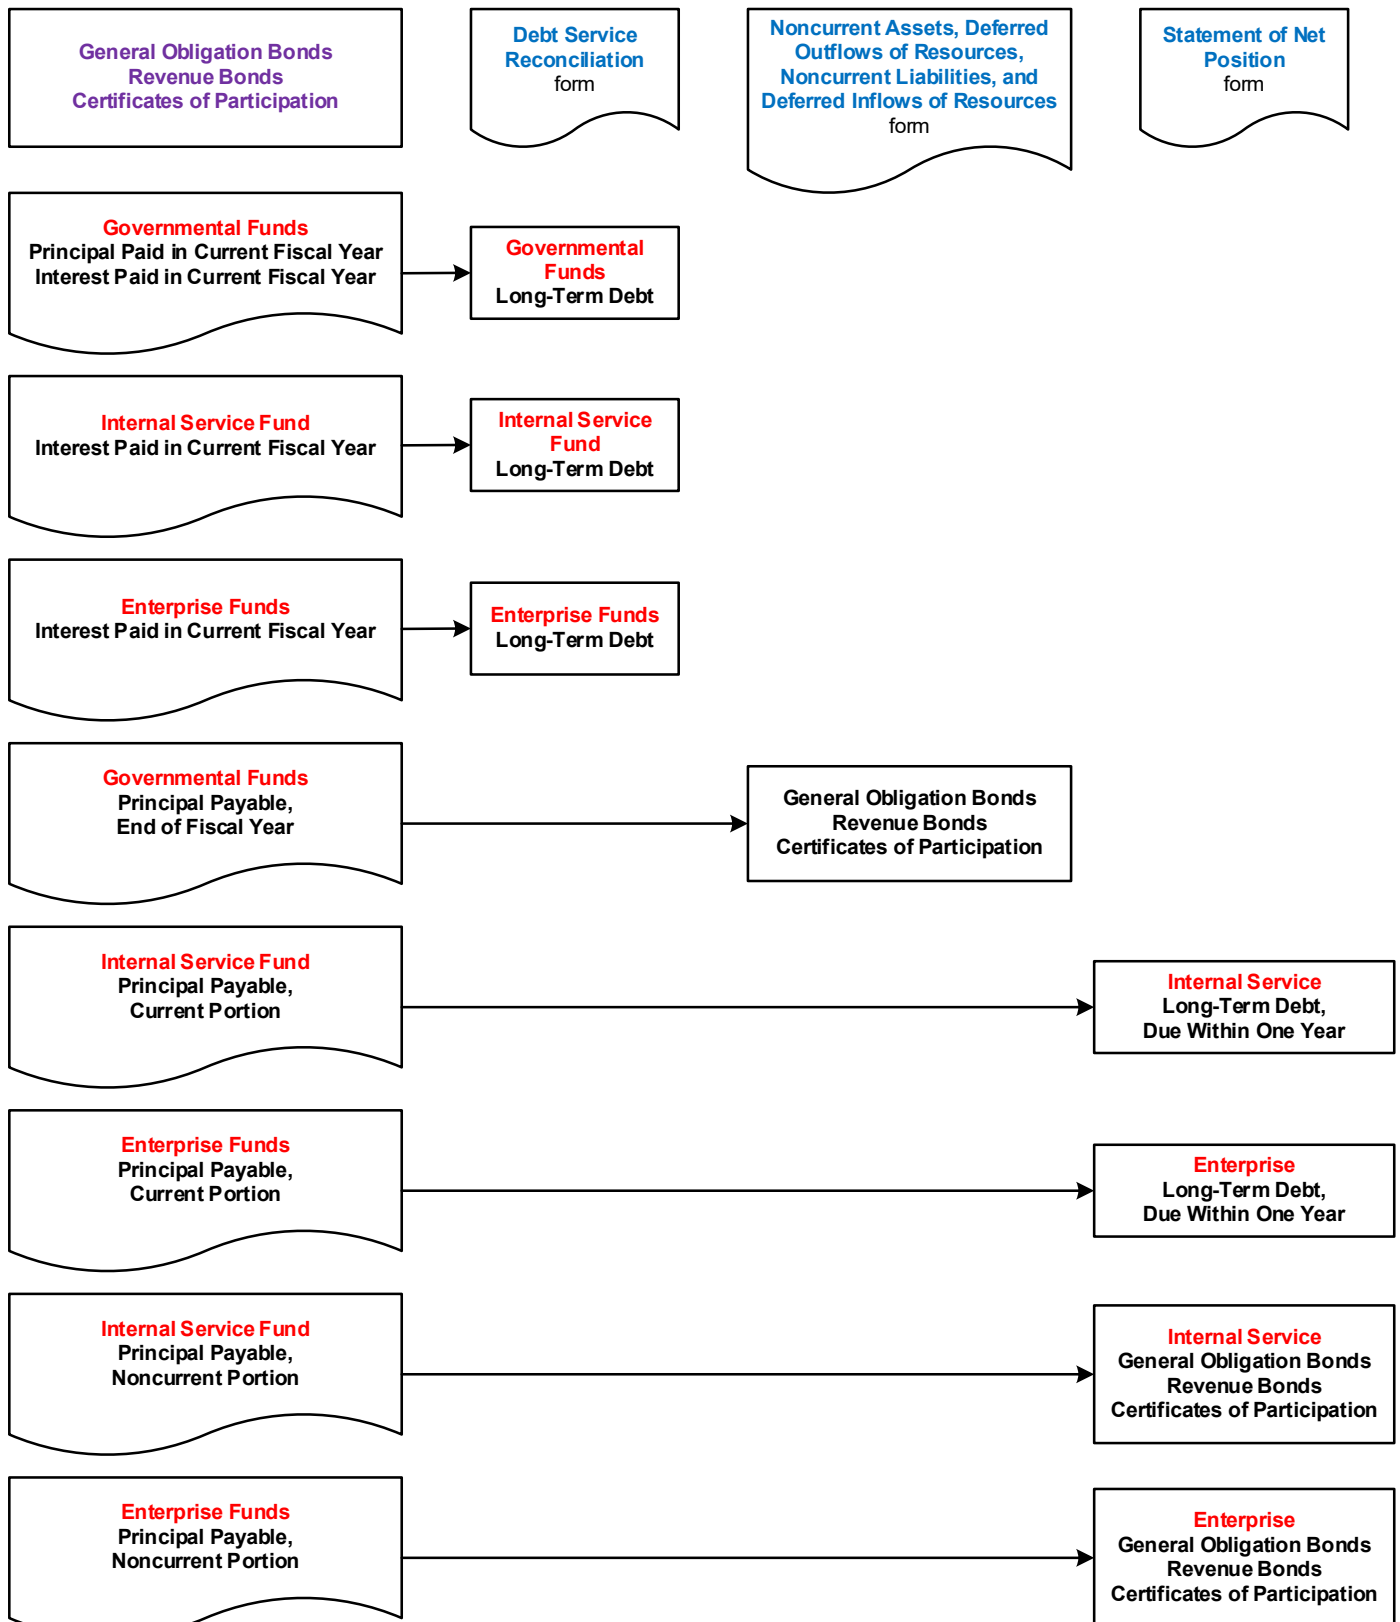 General Obligation Bonds
Revenue Bonds
Certificates of Participation
Debt Service
Reconciliation
form
Noncurrent Assets, Deferred
Outflows of Resources,
Noncurrent Liabilities, and
Deferred Inflows of Resources
form
Statement of Net
Position
form
Governmental Funds
Principal Paid in Current Fiscal Year
Interest Paid in Current Fiscal Year
Governmental
Funds
Long-Term Debt
Internal Service Fund
Interest Paid in Current Fiscal Year
Internal Service
Fund
Long-Term Debt
Enterprise Funds
Interest Paid in Current Fiscal Year
Enterprise Funds
Long-Term Debt
Governmental Funds
Principal Payable,
End of Fiscal Year
General Obligation Bonds
Revenue Bonds
Certificates of Participation
Internal Service Fund
Principal Payable,
Current Portion
Internal Service
Long-Term Debt,
Due Within One Year
Enterprise Funds
Principal Payable,
Current Portion
Enterprise
Long-Term Debt,
Due Within One Year
Internal Service Fund
Principal Payable,
Noncurrent Portion
Internal Service
General Obligation Bonds
Revenue Bonds
Certificates of Participation
Enterprise Funds
Principal Payable,
Noncurrent Portion
Enterprise
General Obligation Bonds
Revenue Bonds
Certificates of Participation